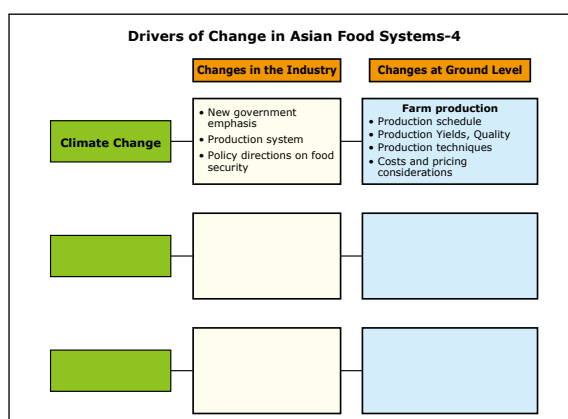 Drivers of Change in Asian Food Systems-4
Changes in the Industry
Changes at Ground Level
Climate Change
• New government
emphasis
• Production system
• Policy directions on food
security
Farm production
• Production schedule
• Production Yields, Quality
• Production techniques
• Costs and pricing
considerations